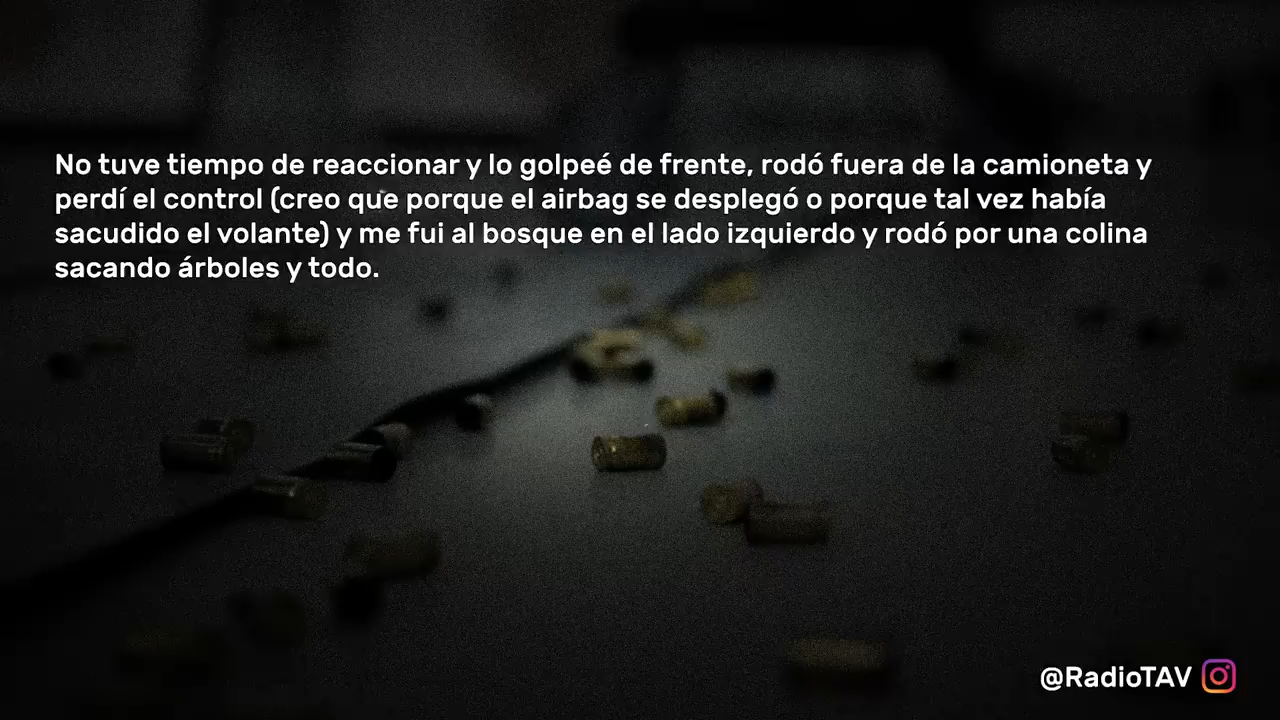 No tuve tiempo de reaccionar y lo golpeé de frente, rodó fuera de la camioneta y
perdí el control (creo que porque el airbag se desplegó o porque tal vez había
sacudido el volante) y me fui al bosque en el lado izquierdo y rodó por una colina
sacando árboles y todo.
@RadioTAV